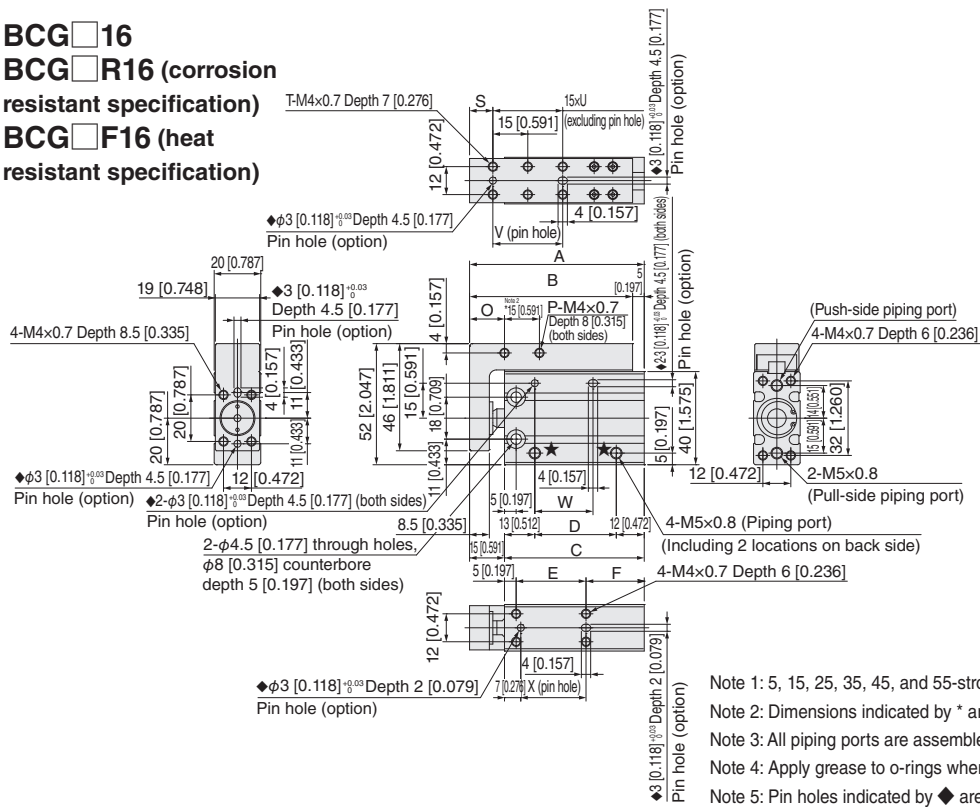 BCG□16
BCG□R16 (corrosion
resistant specification)
BCG□F16 (heat
resistant specification)
T-M4×0.7 Depth 7 [0.276]
S
15xU
(excluding pin hole)
15 [0.591]
12 [0.472]
◆3 [0.118] +0.03 0 Depth 4.5 [0.177]
Pin hole (option)
◆φ3 [0.118] +0.03 0 Depth 4.5 [0.177]
Pin hole (option)
4 [0.157]
V (pin hole)
A
B
5
[0.197]
20 [0.787]
19 [0.748]
◆3 [0.118] +0.03 0
Depth 4.5 [0.177]
Pin hole (option)
4-M4×0.7 Depth 8.5 [0.335]
4 [0.157]
11 [0.433]
20 [0.787]
20 [0.787]
11 [0.433]
12 [0.472]
◆φ3 [0.118] +0.03 0 Depth 4.5 [0.177]
Pin hole (option)
◆2-φ3 [0.118] +0.03 0 Depth 4.5 [0.177] (both sides)
Pin hole (option)
2-φ4.5 [0.177] through holes,
φ8 [0.315] counterbore
depth 5 [0.197] (both sides)
O
Note 2
*15 [0.591]
P-M4×0.7
Depth 8 [0.315]
(both sides)
◆2-3 [0.118] +0.03 0 Depth 4.5 [0.177] (both sides)
Pin hole (option)
4 [0.157]
52 [2.047]
46 [1.811]
15 [0.591]
18 [0.709]
11 [0.433]
5 [0.197]
40 [1.575]
★ ★
4 [0.157]
5 [0.197]
W
8.5 [0.335]
13 [0.512]
D
12 [0.472]
15 [0.591]
C
4-M5×0.8 (Piping port)
(Including 2 locations on back side)
(Push-side piping port)
4-M4×0.7 Depth 6 [0.236]
14 [0.551]
15 [0.591]
32 [1.260]
12 [0.472]
2-M5×0.8
(Pull-side piping port)
5 [0.197]
E
F
4-M4×0.7 Depth 6 [0.236]
12 [0.472]
4 [0.157]
7 [0.276]
X (pin hole)
◆φ3 [0.118] +0.03 0 Depth 2 [0.079]
Pin hole (option)
◆3 [0.118] +0.03 0 Depth 2 [0.079]
Pin hole (option)
Note 1: 5, 15, 25, 35, 45, and 55-stro
Note 2: Dimensions indicated by * ar
Note 3: All piping ports are assemble
Note 4: Apply grease to o-rings when
Note 5: Pin holes indicated by ◆ are